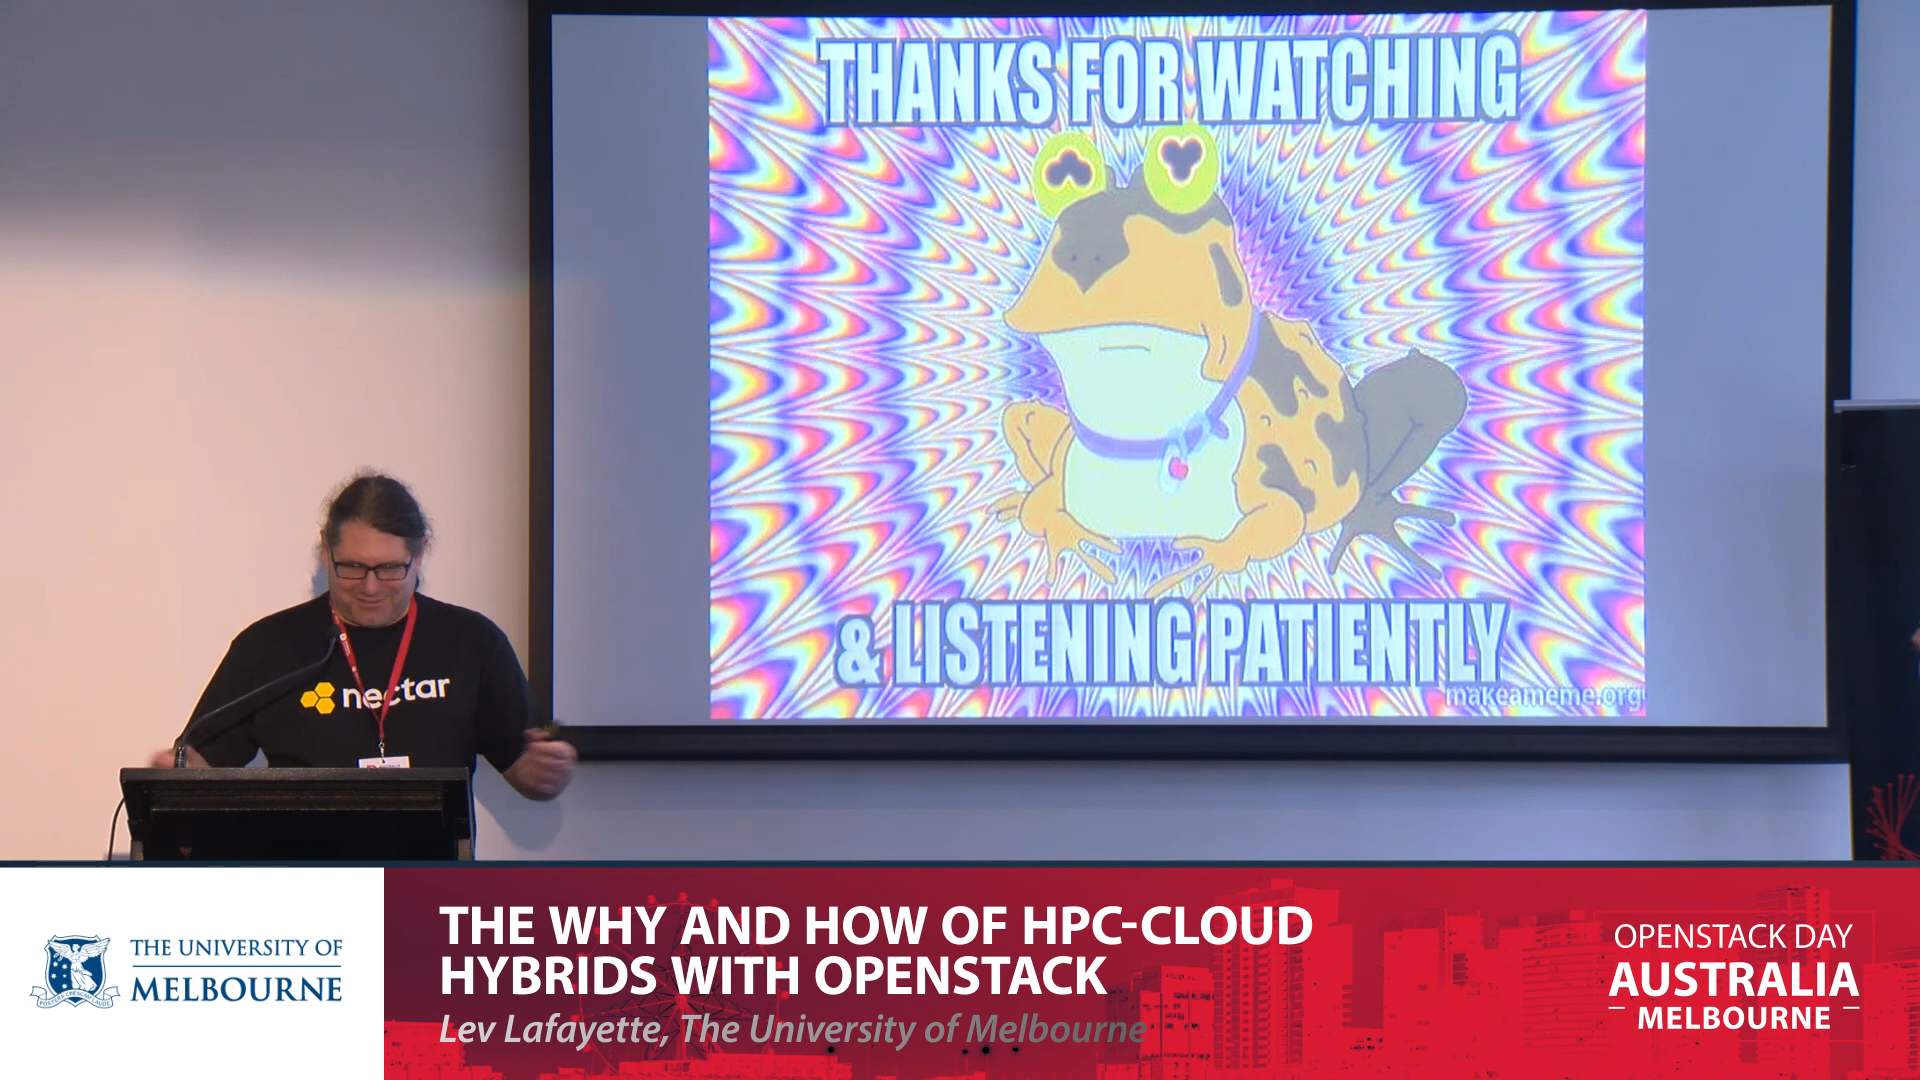 THANKS FOR WATCHING
& LISTENING PATIENTLY
makeameme.org
nectar
THE UNIVERSITY OF
MELBOURNE
THE WHY AND HOW OF HPC-CLOUD
HYBRIDS WITH OPENSTACK
Lev Lafayette, The University of Melbourne
OPENSTACK DAY
AUSTRALIA
MELBOURNE